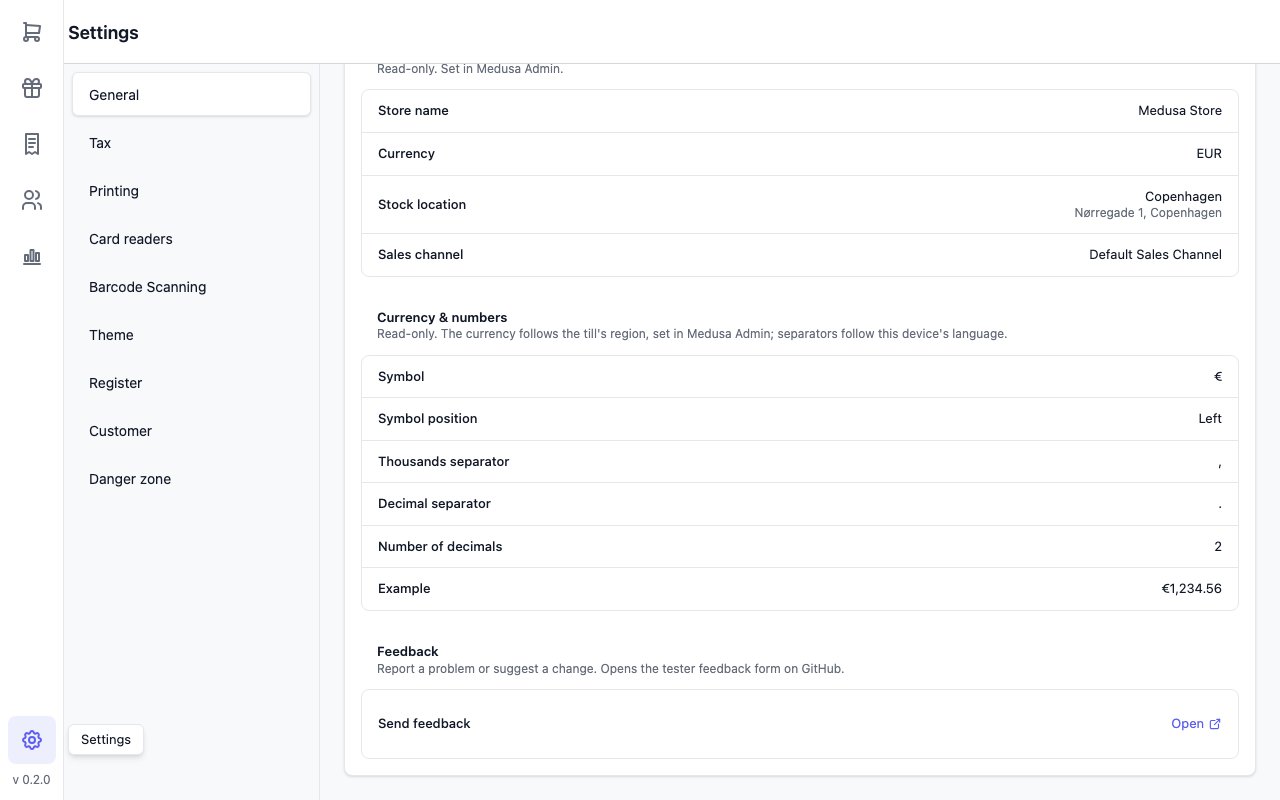 Settings
General
Tax
Printing
Card readers
Barcode Scanning
Theme
Register
Customer
Danger zone
Settings
v 0.2.0
Read-only. Set in Medusa Admin.
Store name Medusa Store
Currency EUR
Stock location Copenhagen
Nørregade 1, Copenhagen
Sales channel Default Sales Channel
Currency & numbers
Read-only. The currency follows the till's region, set in Medusa Admin; separators follow this device's language.
Symbol €
Symbol position Left
Thousands separator ,
Decimal separator .
Number of decimals 2
Example €1,234.56
Feedback
Report a problem or suggest a change. Opens the tester feedback form on GitHub.
Send feedback Open